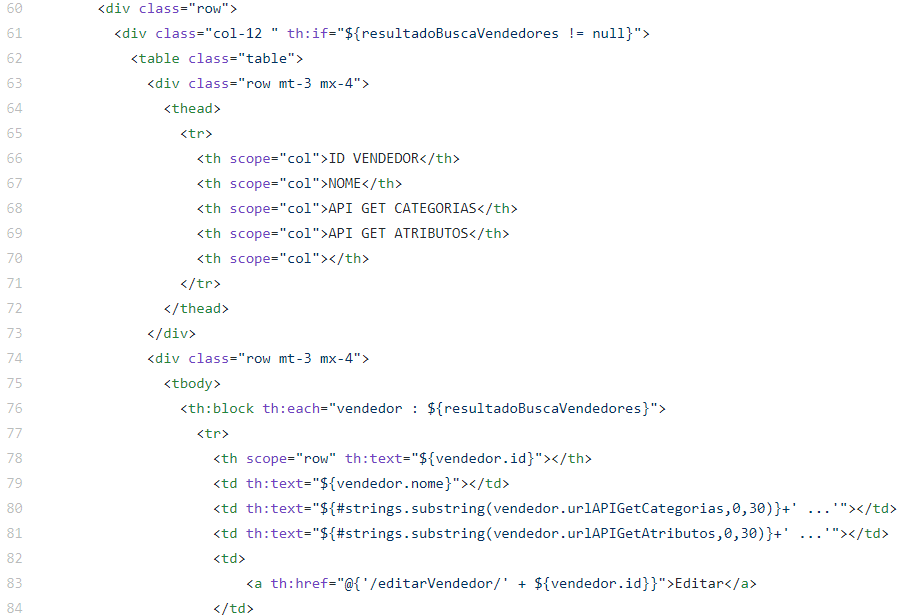 60 <div class="row">
61 <div class="col-12 " th:if="${resultadoBuscaVendedores != null}">
62 <table class="table">
63 <div class="row mt-3 mx-4">
64 <thead>
65 <tr>
66 <th scope="col">ID VENDEDOR</th>
67 <th scope="col">NOME</th>
68 <th scope="col">API GET CATEGORIAS</th>
69 <th scope="col">API GET ATRIBUTOS</th>
70 <th scope="col"></th>
71 </tr>
72 </thead>
73 </div>
74 <div class="row mt-3 mx-4">
75 <tbody>
76 <th:block th:each="vendedor : ${resultadoBuscaVendedores}">
77 <tr>
78 <th scope="row" th:text="${vendedor.id}"></th>
79 <td th:text="${vendedor.nome}"></td>
80 <td th:text="${#strings.substring(vendedor.urlAPIGetCategorias,0,30)}+' ...'"></td>
81 <td th:text="${#strings.substring(vendedor.urlAPIGetAtributos,0,30)}+' ...'"></td>
82 <td>
83 <a th:href="@{'/editarVendedor/' + ${vendedor.id}}">Editar</a>
84 </td>